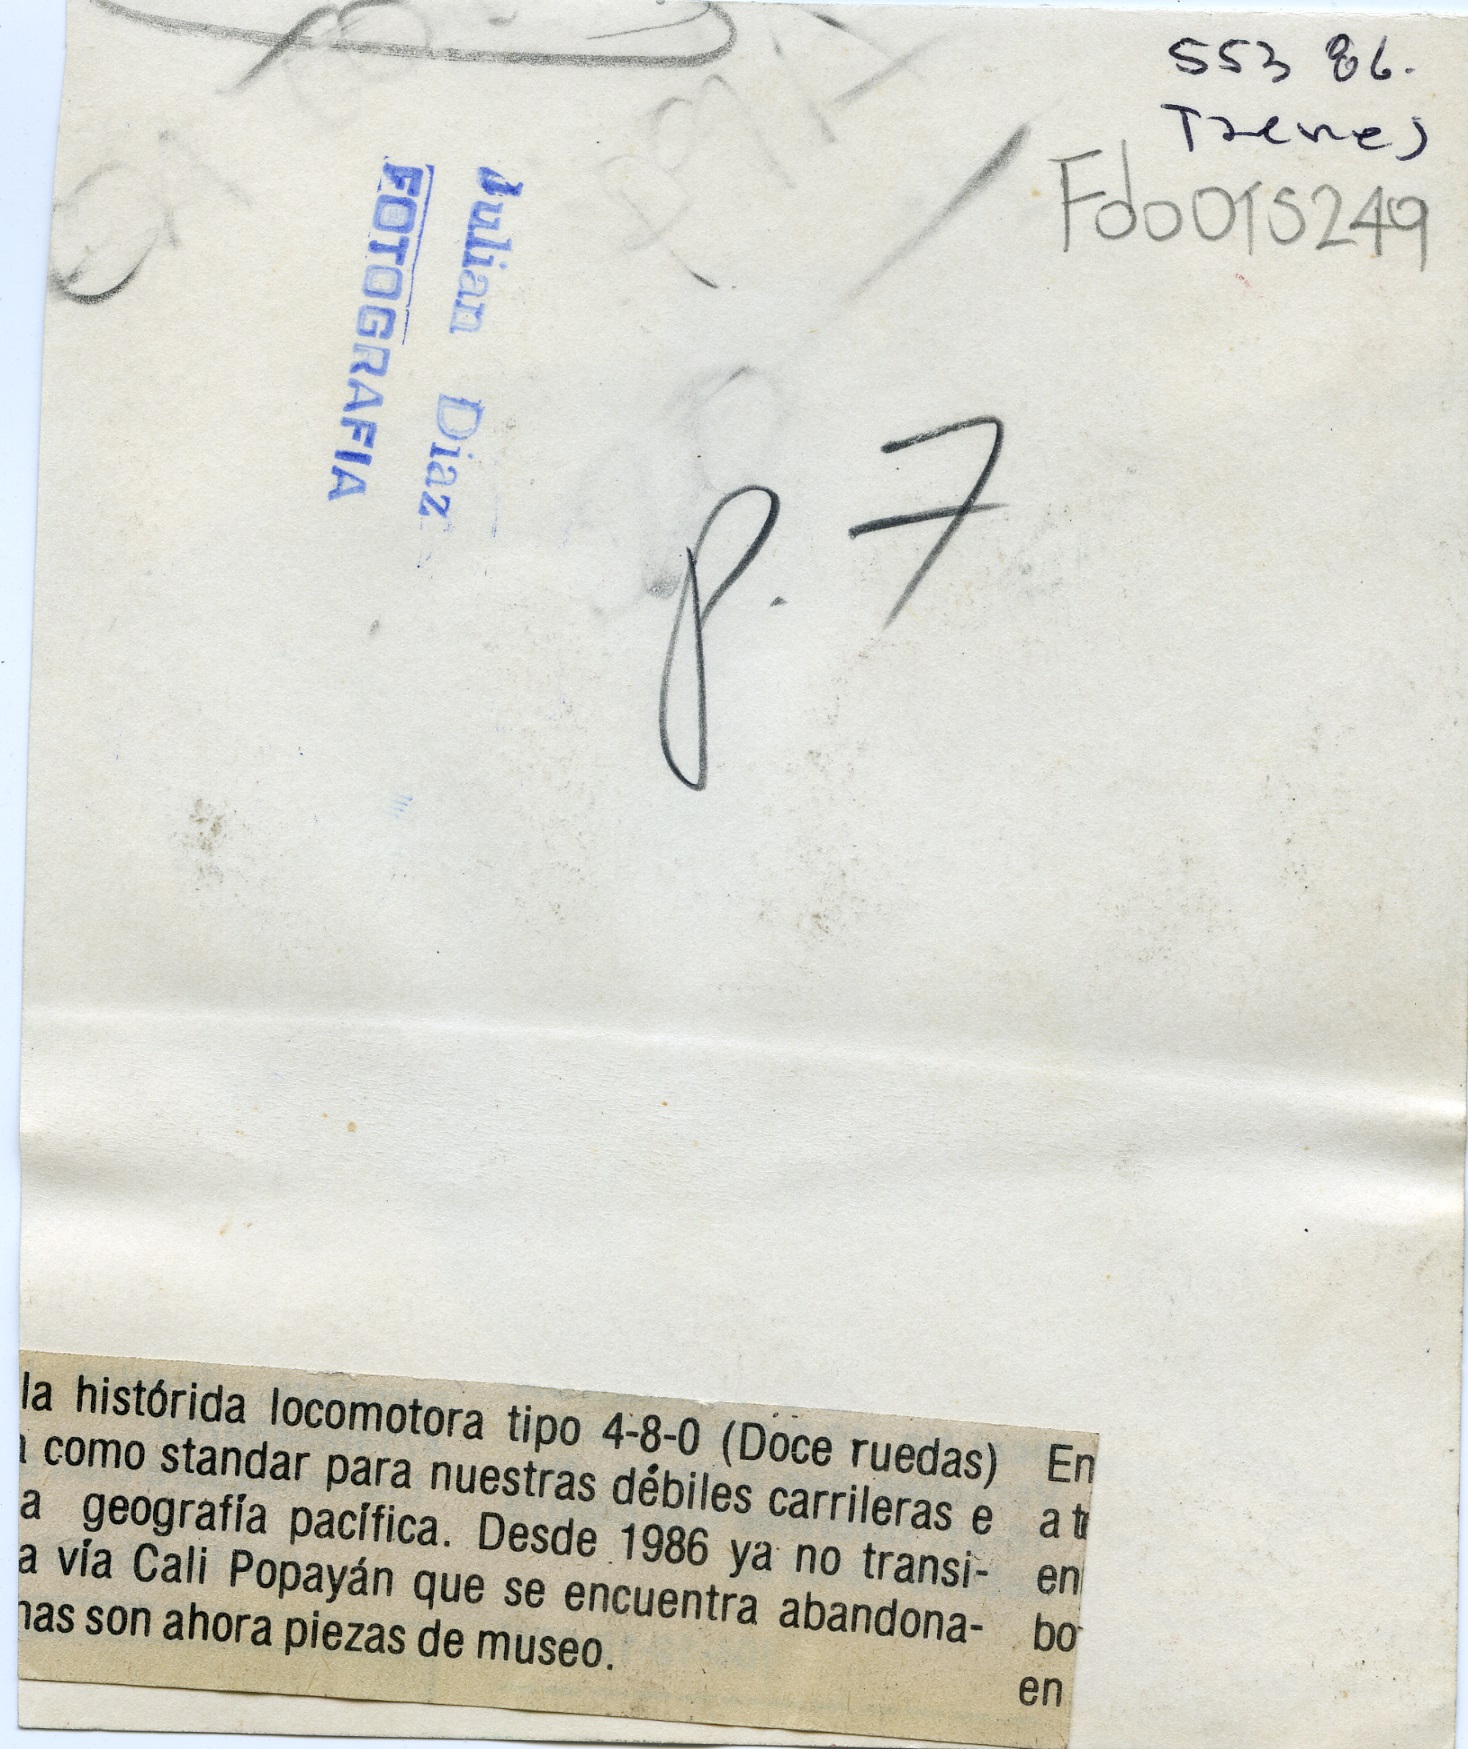 553 86.
Trenes
Fdo015249
Julian Diaz
FOTOGRAFIA
p. 7
la histórida locomotora tipo 4-8-0 (Doce ruedas)
como standar para nuestras débiles carrileras e
a geografía pacífica. Desde 1986 ya no transi-
a vía Cali Popayán que se encuentra abandona-
nas son ahora piezas de museo.
En
a tr
en
bo
en